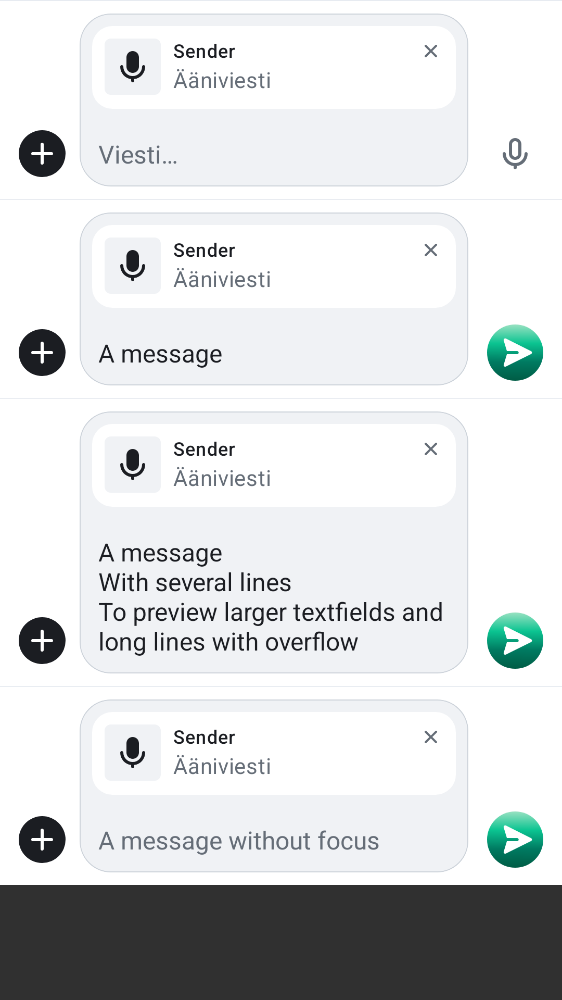 Sender
Ääniviesti
Viesti…
Sender
Ääniviesti
A message
Sender
Ääniviesti
A message
With several lines
To preview larger textfields and
long lines with overflow
Sender
Ääniviesti
A message without focus